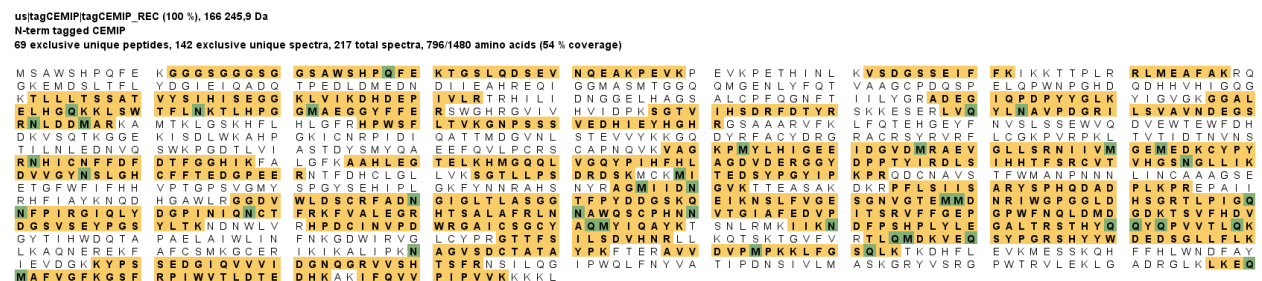 us|tagCEMIP|tagCEMIP_REC (100 %), 166 245,9 Da
N-term tagged CEMIP
69 exclusive unique peptides, 142 exclusive unique spectra, 217 total spectra, 796/1480 amino acids (54 % coverage)
MSAWSHPQFE KGGGSGGGSG GSAWSHPQFE KTGSLQDSEV NQEAKPEVKP EVKPETHINL KVSDGSSEIF FKIKKTTPLR RLMEAFAKRQ
GKEMDSLTFL YDGIEIQADQ TPEDLDMEDN DIIEAHREQI GGMASMTGGQ QMGENLYFQT VAAGCPDQSP ELQPWNPGHD QDHHVHIGQG
KTLLLTSSAT VYSIHISEGG KLVIKDHDEP IVLRTRHILI DNGGELHAGS ALCPFQGNFT IILYGRADEG IQPDPYYGLK YIGVGKGGAL
ELHGQKKLSW TFLNKTLHPG GMAEGGYFFE RSWGHRGVIV HVIDPKSGTV IHSDRFDTYR SKKESERLVQ YLNAVPDGRI LSVAVNDEGS
RNLDDMARKA MTKLGSKHFL HLGFRHPWSF LTVKGNPSSS VEDHIEYHGH RGSAAARVFK LFQTEHGEYF NVSLSSEWVQ DVEWTEWFDH
DKVSQTKGGE KISDLWKAHP GKICNRPIDI QATTMDGVNL STEVVYKKGQ DYRFACYDRG RACRSYRVRF LCGKPVRPKL TVTIDTNVNS
TILNLEDNVQ SWKPGDTLVI ASTDYSMYQA EEFQVLPCRS CAPNQVKVAG KPMYLHIGEE IDGVDMRAEV GLLSRNIIVM GEMEDKCYPY
RNHICNFFDF DTFGGHIKFA LGFKAAHLEG TELKHMGQQL VGQYPIHFHL AGDVDERGGY DPPTYIRDLS IHHTFSRCVT VHGSNGLLIK
DVVGYNSLGH CFFTEDGPEE RNTFDHCLGL LVKSGTLLPS DRDSKMCKMI TEDSYPGYIP KPRQDCNAVS TFWMANPNNN LINCAAAGSE
ETGFWFIFHH VPTGPSVGMY SPGYSEHIPL GKFYNNRAHS NYRAGMIIDN GVKTTEASAK DKRPFLSIIS ARYSPHQDAD PLKPREPAII
RHFIAYKNQD HGAWLRGGDV WLDSCRFADN GIGLTLASGG TFPYDDGSKQ EIKNSLFVGE SGNVGTEMMD NRIWGPGGLD HSGRTLPIGQ
NFPIRGIQLY DGPINIQNCT FRKFVALEGR HTSALAFRLN NAWQSCPHNN VTGIAFEDVP ITSRVFFGEP GPWFNQLDMD GDKTSVFHDV
DGSVSEYPGS YLTKNDNWLV RHPDCINVPD WRGAICSGCY AQMYIQAYKT SNLRMKIIKN DFPSHPLYLE GALTRSTHYQ QYQPVVTLQK
GYTIHWDQTA PAELAIWLIN FNKGDWIRVG LCYPRGTTFS ILSDVHNRLL KQTSKTGVFV RTLQMDKVEQ SYPGRSHYYW DEDSGLLFLK
LKAQNEREKF AFCSMKGCER IKIKALIPKN AGVSDCTATA YPKFTERAVV DVPMPKKLFG SQLKTKDHFL EVKMESSKQH FFHLWNDFAY
IEVDGKKYPS SEDGIQVVVI DGNQGRVVSH TSFRNSILQG IPWQLFNYVA TIPDNSIVLM ASKGRYVSRG PWTRVLEKLG ADRGLKLKEQ
MAFVGFKGSF RPIWVTLDTE DHKAKIFQVV PIPVVKKKKL